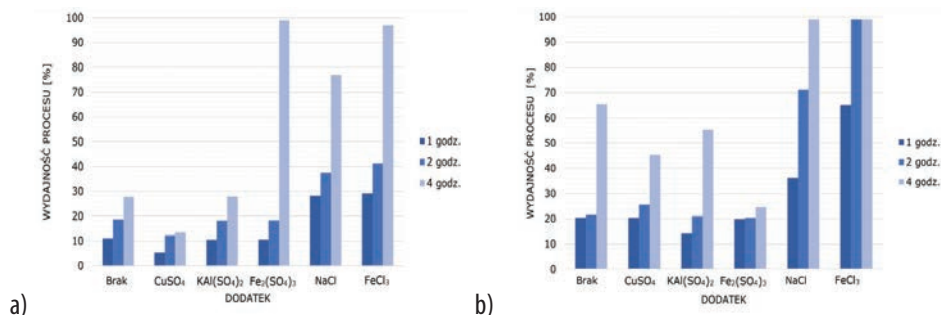 a)
WYDAJNOŚĆ PROCESU [%]
100
90
80
70
60
50
40
30
20
10
0
Brak CuSO₄ KAl(SO₄)₂ Fe₂(SO₄)₃ NaCl FeCl₃
DODATEK
1 godz.
2 godz.
4 godz.
b)
WYDAJNOŚĆ PROCESU [%]
100
90
80
70
60
50
40
30
20
10
0
Brak CuSO₄ KAl(SO₄)₂ Fe₂(SO₄)₃ NaCl FeCl₃
DODATEK
1 godz.
2 godz.
4 godz.